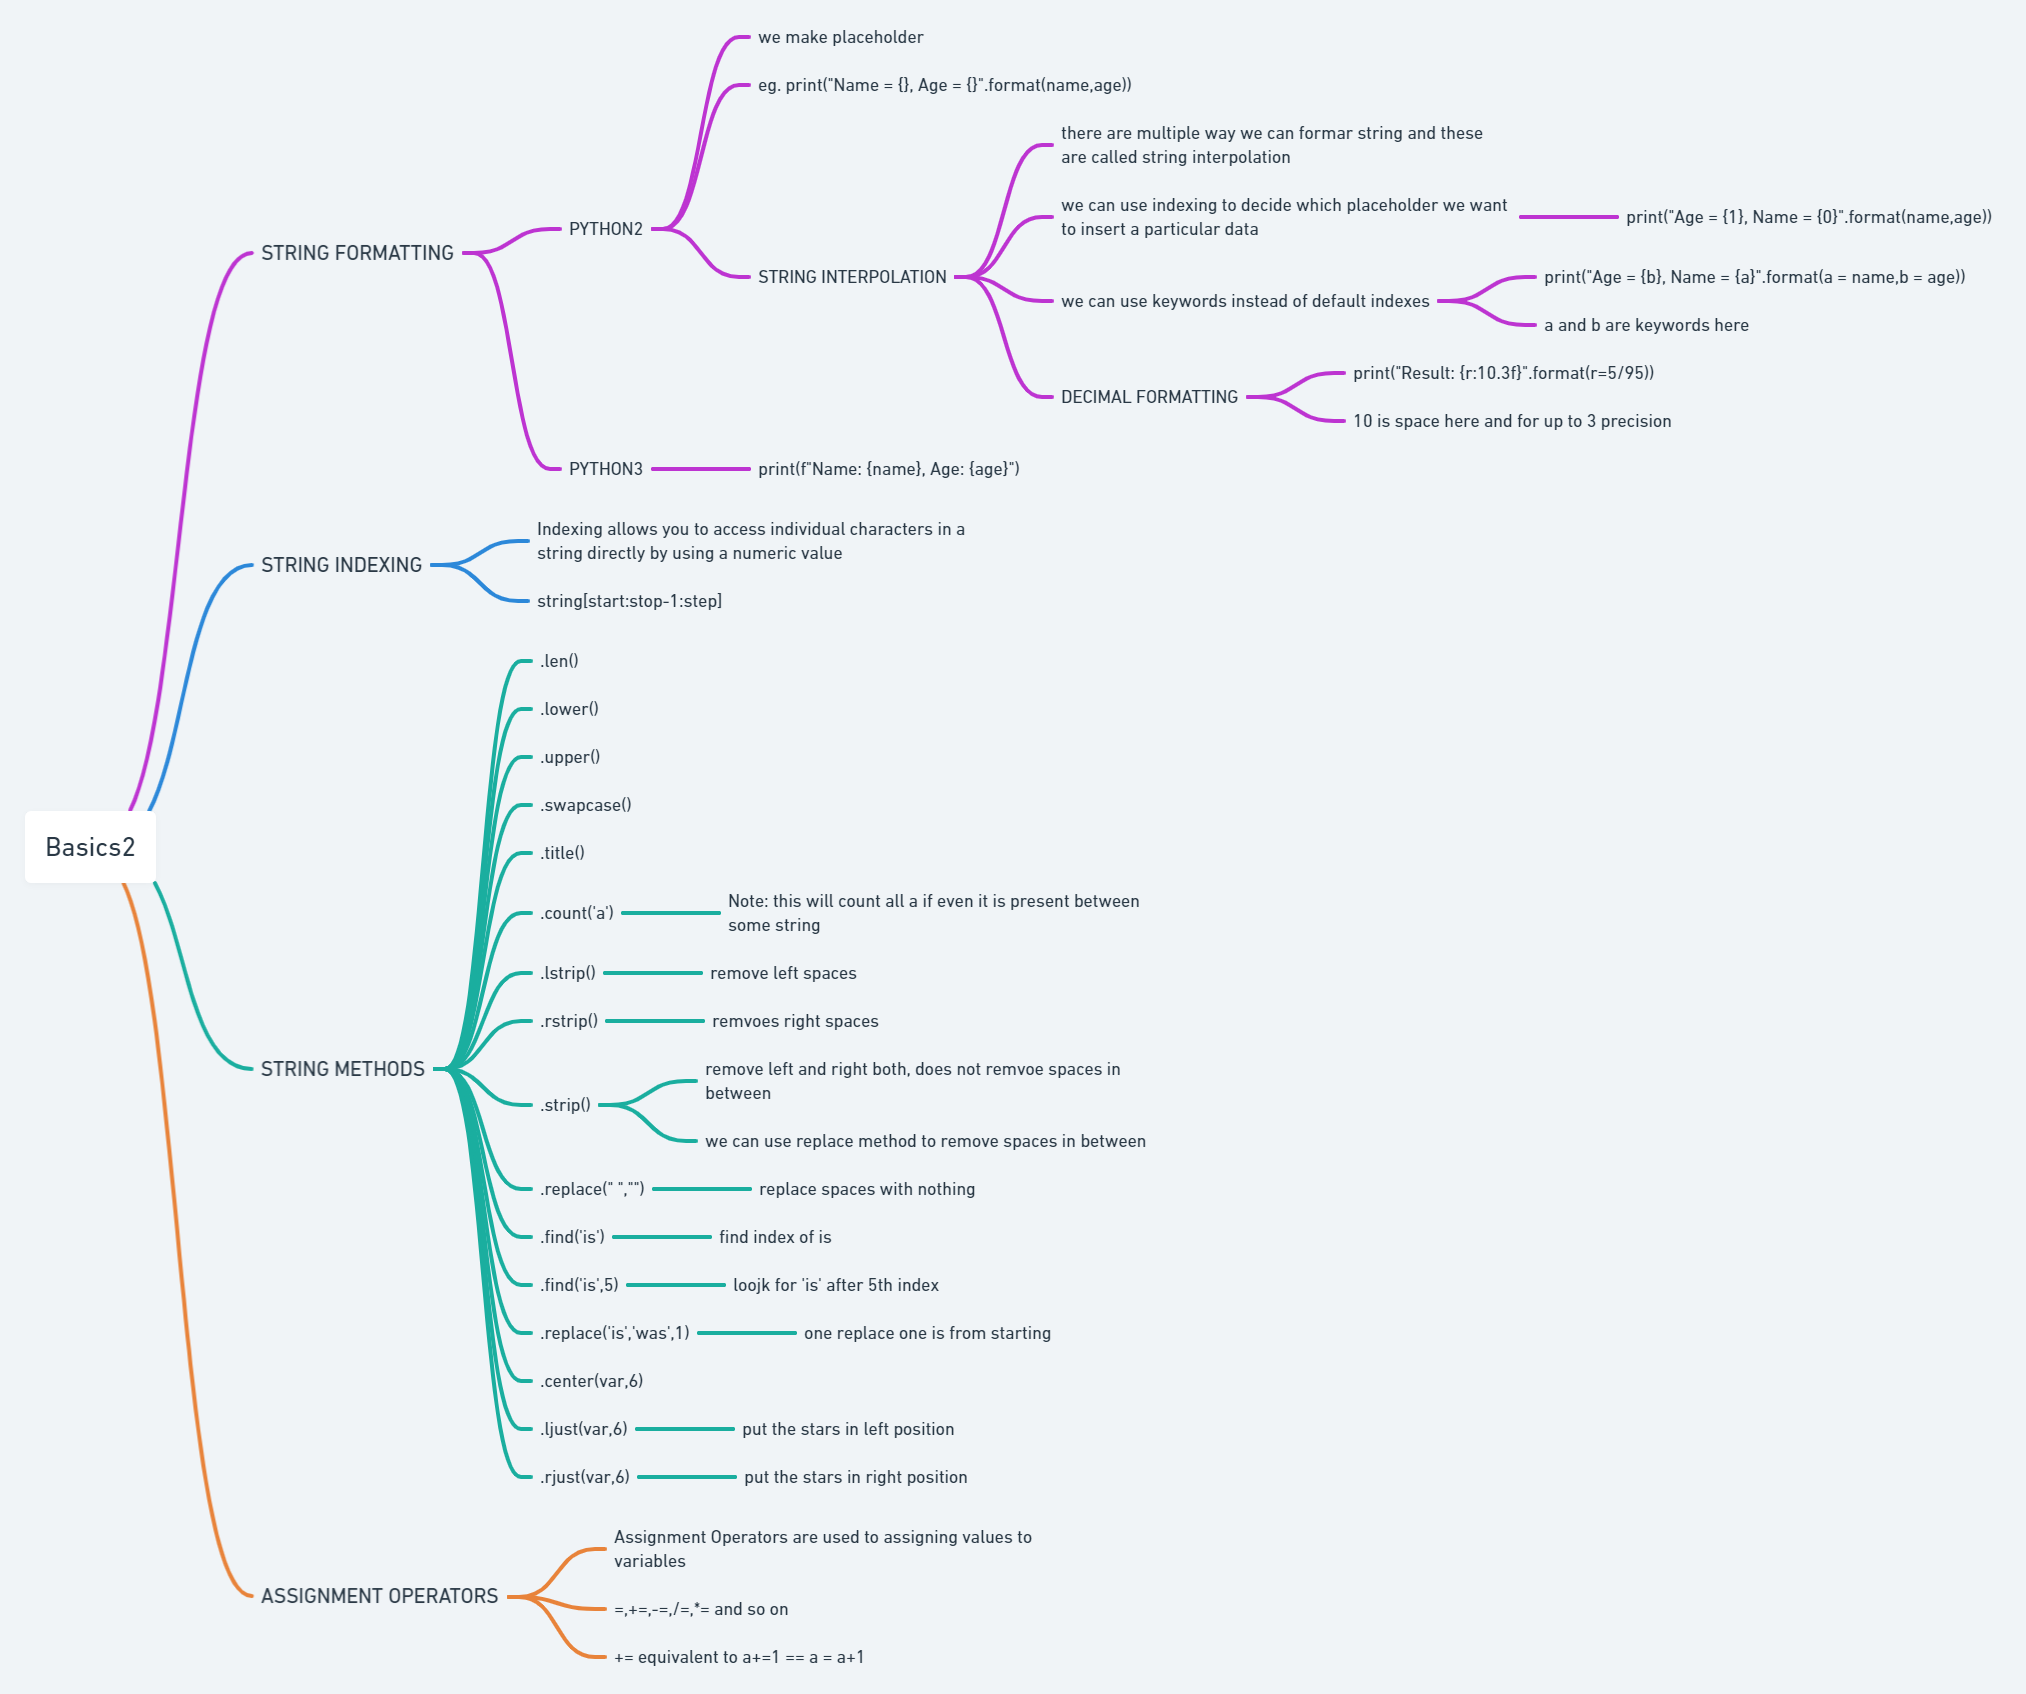 we make placeholder
eg. print("Name = {}, Age = {}".format(name,age))
there are multiple way we can formar string and these
are called string interpolation
we can use indexing to decide which placeholder we want
to insert a particular data
print("Age = {1}, Name = {0}".format(name,age))
PYTHON2
STRING FORMATTING
STRING INTERPOLATION
we can use keywords instead of default indexes
print("Age = {b}, Name = {a}".format(a = name,b = age))
a and b are keywords here
DECIMAL FORMATTING
print("Result: {r:10.3f}".format(r=5/95))
10 is space here and for up to 3 precision
PYTHON3
print(f"Name: {name}, Age: {age}")
STRING INDEXING
Indexing allows you to access individual characters in a
string directly by using a numeric value
string[start:stop-1:step]
Basics2
STRING METHODS
.len()
.lower()
.upper()
.swapcase()
.title()
.count('a')
Note: this will count all a if even it is present between
some string
.lstrip()
remove left spaces
.rstrip()
remvoes right spaces
.strip()
remove left and right both, does not remvoe spaces in
between
we can use replace method to remove spaces in between
.replace(" ","")
replace spaces with nothing
.find('is')
find index of is
.find('is',5)
loojk for 'is' after 5th index
.replace('is','was',1)
one replace one is from starting
.center(var,6)
.ljust(var,6)
put the stars in left position
.rjust(var,6)
put the stars in right position
ASSIGNMENT OPERATORS
Assignment Operators are used to assigning values to
variables
=,+=,-=,/=,*= and so on
+= equivalent to a+=1 == a = a+1